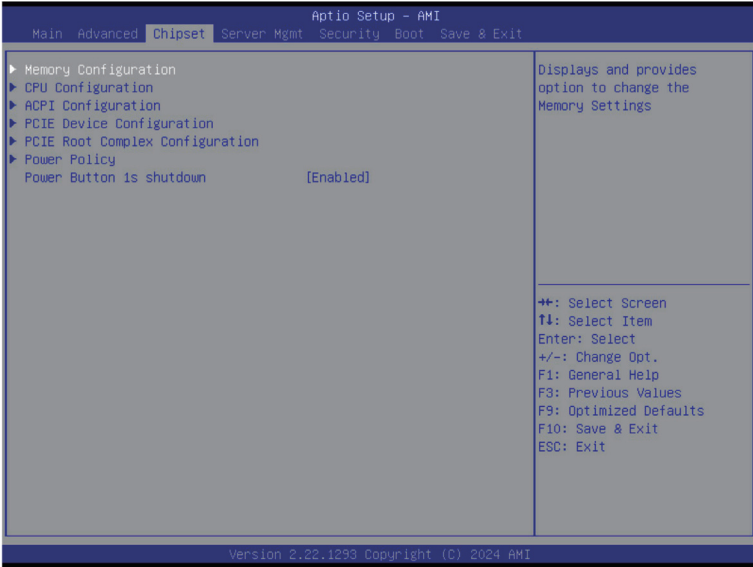 Aptio Setup – AMI
Main Advanced Chipset Server Mgmt Security Boot Save & Exit
Memory Configuration
CPU Configuration
ACPI Configuration
PCIE Device Configuration
PCIE Root Complex Configuration
Power Policy
Power Button 1s shutdown [Enabled]
Displays and provides
option to change the
Memory Settings
→←: Select Screen
↑↓: Select Item
Enter: Select
+/-: Change Opt.
F1: General Help
F3: Previous Values
F9: Optimized Defaults
F10: Save & Exit
ESC: Exit
Version 2.22.1293 Copyright (C) 2024 AMI